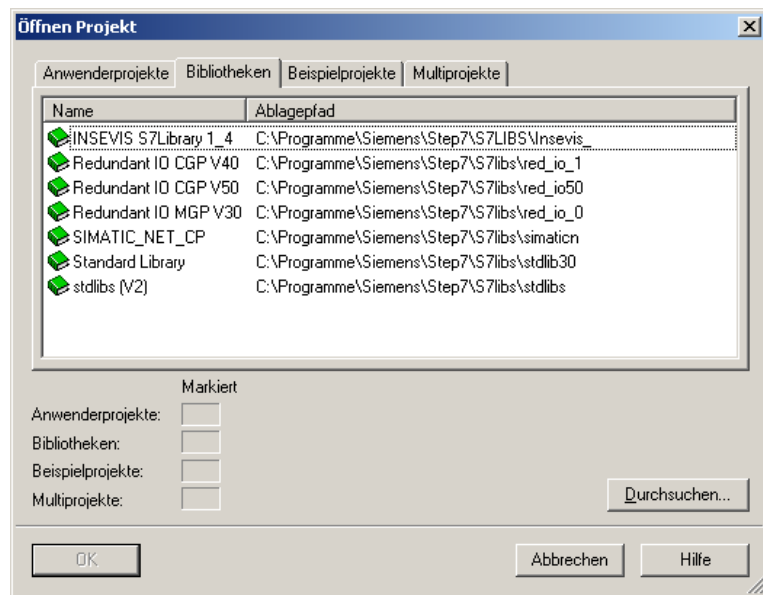 Öffnen Projekt
Anwenderprojekte Bibliotheken Beispielprojekte Multiprojekte
Name Ablagepfad
INSEVIS S7Library 1_4 C:\Programme\Siemens\Step7\S7LIBS\Insevis_
Redundant IO CGP V40 C:\Programme\Siemens\Step7\S7libs\red_io_1
Redundant IO CGP V50 C:\Programme\Siemens\Step7\S7libs\red_io50
Redundant IO MGP V30 C:\Programme\Siemens\Step7\S7libs\red_io_0
SIMATIC_NET_CP C:\Programme\Siemens\Step7\S7libs\simaticn
Standard Library C:\Programme\Siemens\Step7\S7libs\stdlib30
stdlibs (V2) C:\Programme\Siemens\Step7\S7libs\stdlibs
Markiert
Anwenderprojekte:
Bibliotheken:
Beispielprojekte:
Multiprojekte:
Durchsuchen...
OK Abbrechen Hilfe